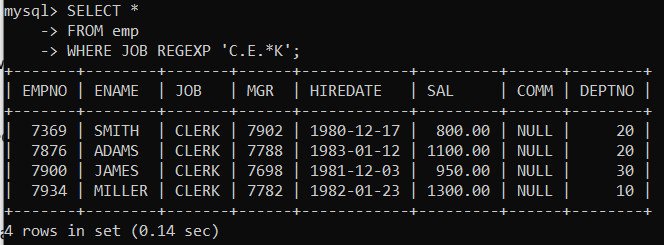 mysql> SELECT *
    -> FROM emp
    -> WHERE JOB REGEXP 'C.E.*K';
+-------+--------+-------+------+------------+---------+------+--------+
| EMPNO | ENAME  | JOB   | MGR  | HIREDATE   | SAL     | COMM | DEPTNO |
+-------+--------+-------+------+------------+---------+------+--------+
|  7369 | SMITH  | CLERK | 7902 | 1980-12-17 |  800.00 | NULL |     20 |
|  7876 | ADAMS  | CLERK | 7788 | 1983-01-12 | 1100.00 | NULL |     20 |
|  7900 | JAMES  | CLERK | 7698 | 1981-12-03 |  950.00 | NULL |     30 |
|  7934 | MILLER | CLERK | 7782 | 1982-01-23 | 1300.00 | NULL |     10 |
+-------+--------+-------+------+------------+---------+------+--------+
4 rows in set (0.14 sec)